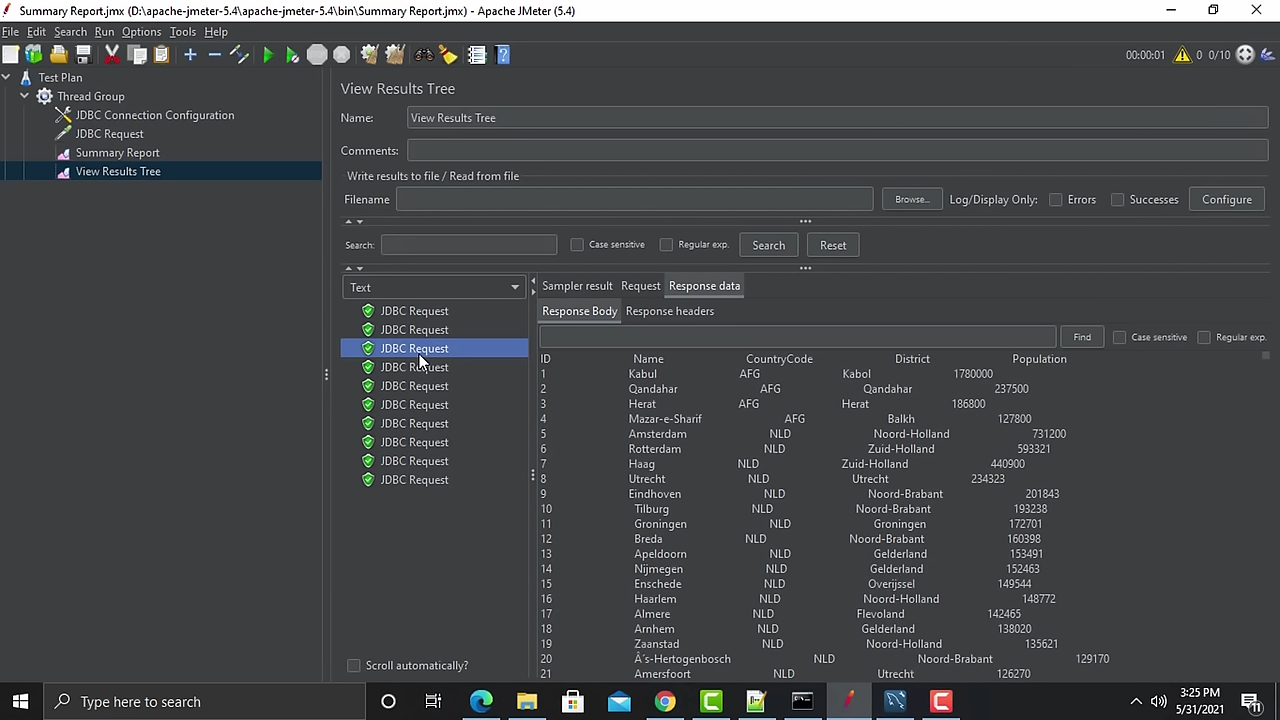 Summary Report.jmx (D:\apache-jmeter-5.4\apache-jmeter-5.4\bin\Summary Report.jmx) - Apache JMeter (5.4)
File Edit Search Run Options Tools Help
00:00:01 0 0/10
Test Plan
Thread Group
JDBC Connection Configuration
JDBC Request
Summary Report
View Results Tree
View Results Tree
Name: View Results Tree
Comments:
Write results to file / Read from file
Filename Browse... Log/Display Only: Errors Successes Configure
Search: Case sensitive Regular exp. Search Reset
Text
JDBC Request
JDBC Request
JDBC Request
JDBC Request
JDBC Request
JDBC Request
JDBC Request
JDBC Request
JDBC Request
JDBC Request
Scroll automatically?
Sampler result Request Response data
Response Body Response headers
Find Case sensitive Regular exp.
ID Name CountryCode District Population
1 Kabul AFG Kabol 1780000
2 Qandahar AFG Qandahar 237500
3 Herat AFG Herat 186800
4 Mazar-e-Sharif AFG Balkh 127800
5 Amsterdam NLD Noord-Holland 731200
6 Rotterdam NLD Zuid-Holland 593321
7 Haag NLD Zuid-Holland 440900
8 Utrecht NLD Utrecht 234323
9 Eindhoven NLD Noord-Brabant 201843
10 Tilburg NLD Noord-Brabant 193238
11 Groningen NLD Groningen 172701
12 Breda NLD Noord-Brabant 160398
13 Apeldoorn NLD Gelderland 153491
14 Nijmegen NLD Gelderland 152463
15 Enschede NLD Overijssel 149544
16 Haarlem NLD Noord-Holland 148772
17 Almere NLD Flevoland 142465
18 Arnhem NLD Gelderland 138020
19 Zaanstad NLD Noord-Holland 135621
20 Â´s-Hertogenbosch NLD Noord-Brabant 129170
21 Amersfoort NLD Utrecht 126270
Type here to search
3:25 PM
5/31/2021
11